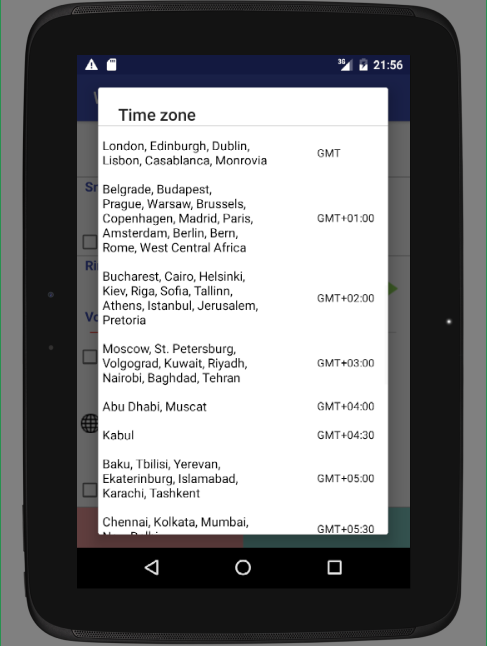 3G 21:56
Time zone
London, Edinburgh, Dublin,
Lisbon, Casablanca, Monrovia
GMT
Belgrade, Budapest,
Prague, Warsaw, Brussels,
Copenhagen, Madrid, Paris,
Amsterdam, Berlin, Bern,
Rome, West Central Africa
GMT+01:00
Bucharest, Cairo, Helsinki,
Kiev, Riga, Sofia, Tallinn,
Athens, Istanbul, Jerusalem,
Pretoria
GMT+02:00
Moscow, St. Petersburg,
Volgograd, Kuwait, Riyadh,
Nairobi, Baghdad, Tehran
GMT+03:00
Abu Dhabi, Muscat
GMT+04:00
Kabul
GMT+04:30
Baku, Tbilisi, Yerevan,
Ekaterinburg, Islamabad,
Karachi, Tashkent
GMT+05:00
Chennai, Kolkata, Mumbai,
GMT+05:30